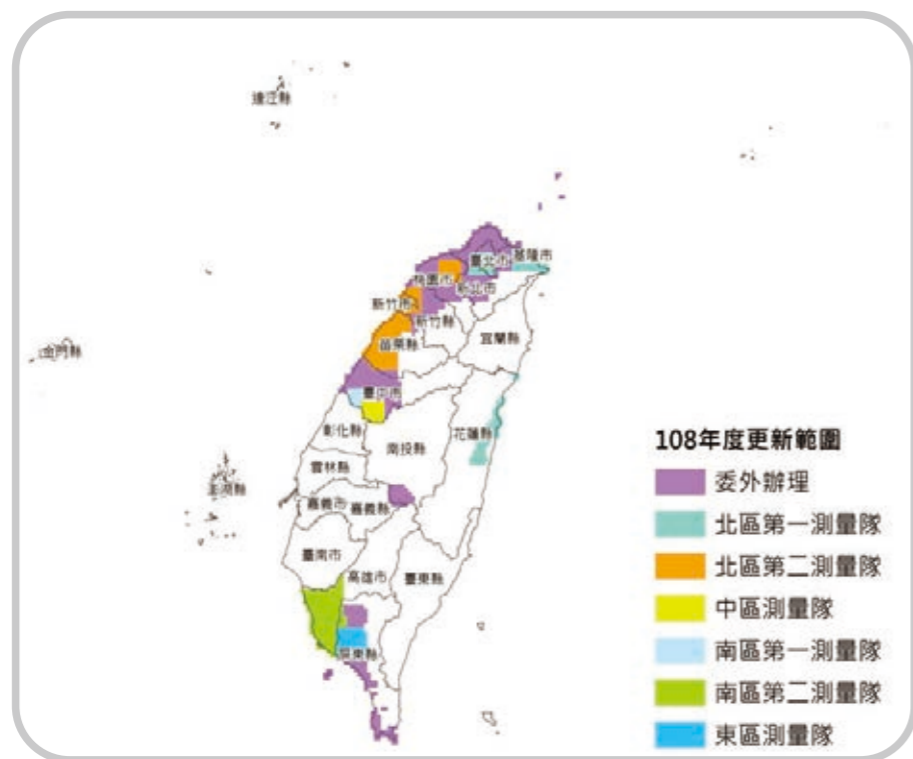 連江縣
基隆市
臺北市
桃園市
新北市
新竹市
新竹縣
宜蘭縣
苗栗縣
金門縣
臺中市
彰化縣
花蓮縣
南投縣
雲林縣
澎湖縣
嘉義市
嘉義縣
臺南市
高雄市
臺東縣
屏東縣
108年度更新範圍
委外辦理
北區第一測量隊
北區第二測量隊
中區測量隊
南區第一測量隊
南區第二測量隊
東區測量隊